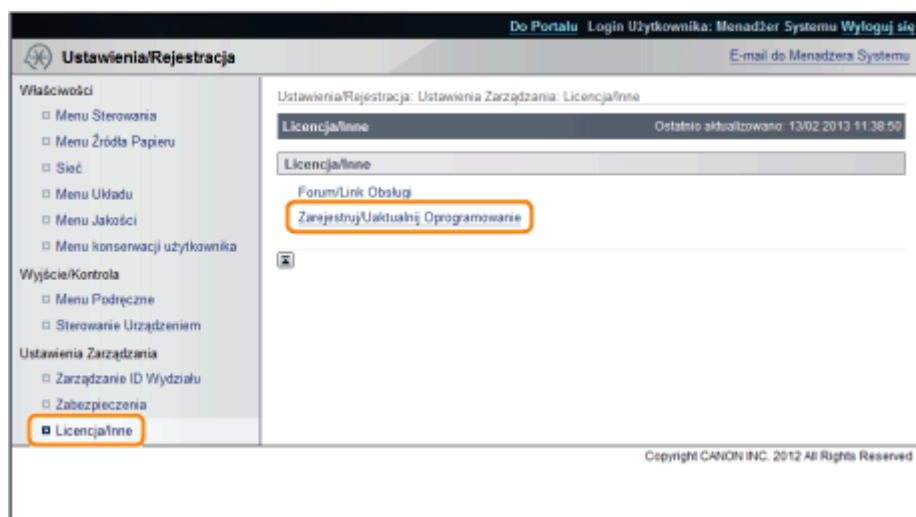 Do Portalu Login Użytkownika: Menadżer Systemu Wyloguj się
Ustawienia/Rejestracja
E-mail do Menadżera Systemu
Właściwości
Menu Sterowania
Menu Źródła Papieru
Sieć
Menu Układu
Menu Jakości
Menu konserwacji użytkownika
Wyjście/Kontrola
Menu Podręczne
Sterowanie Urządzeniem
Ustawienia Zarządzania
Zarządzanie ID Wydziału
Zabezpieczenia
Licencja/Inne
Ustawienia/Rejestracja: Ustawienia Zarządzania: Licencja/Inne
Licencja/Inne
Ostatnio aktualizowano: 13/02 2013 11:38:50
Licencja/Inne
Forum/Link Obsługi
Zarejestruj/Uaktualnij Oprogramowanie
Copyright CANON INC. 2012 All Rights Reserved